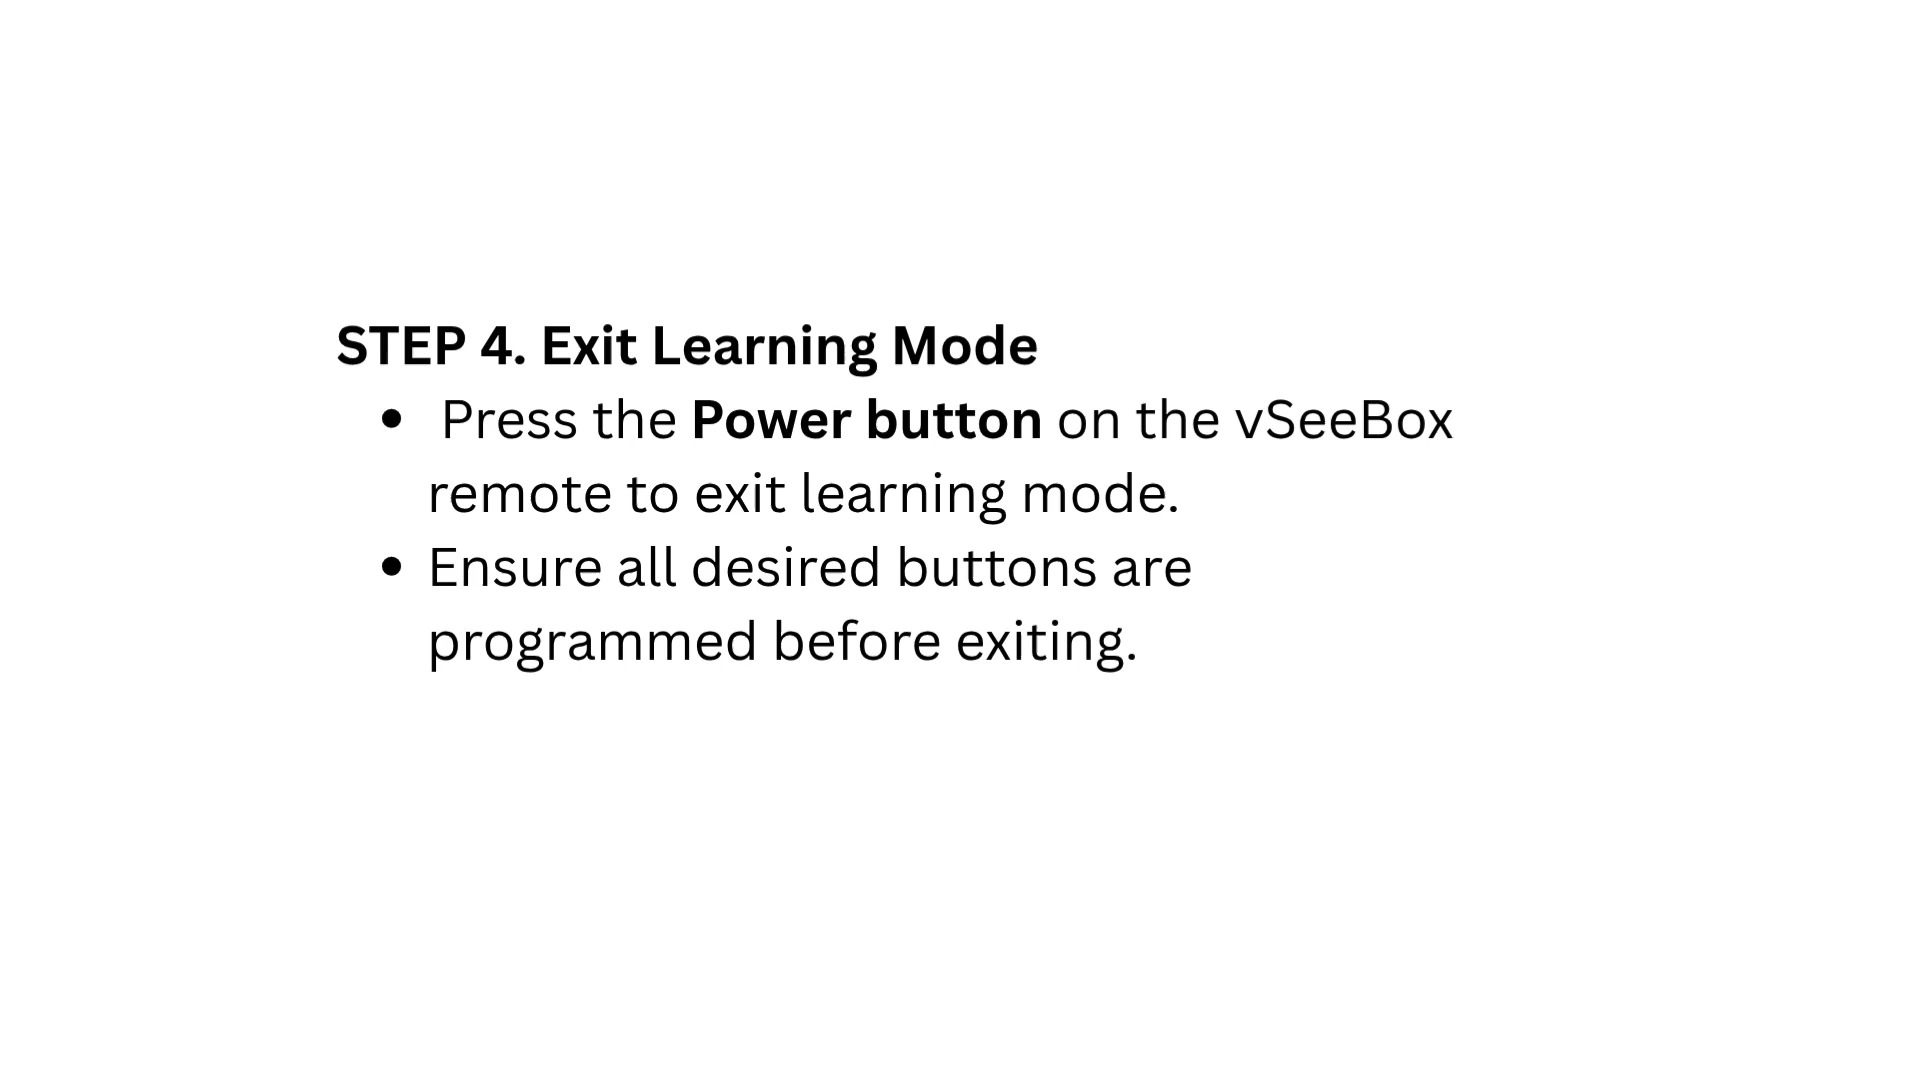 STEP 4. Exit Learning Mode
• Press the Power button on the vSeeBox
remote to exit learning mode.
• Ensure all desired buttons are
programmed before exiting.